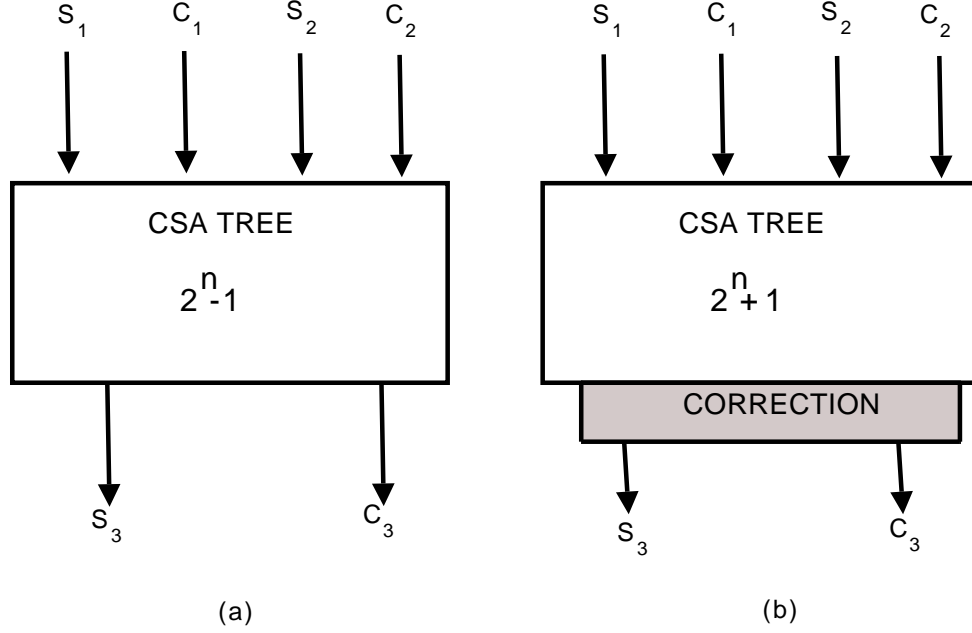 S₁ C₁ S₂ C₂
CSA TREE
2ⁿ-1
S₃ C₃
(a)
S₁ C₁ S₂ C₂
CSA TREE
2ⁿ+1
CORRECTION
S₃ C₃
(b)